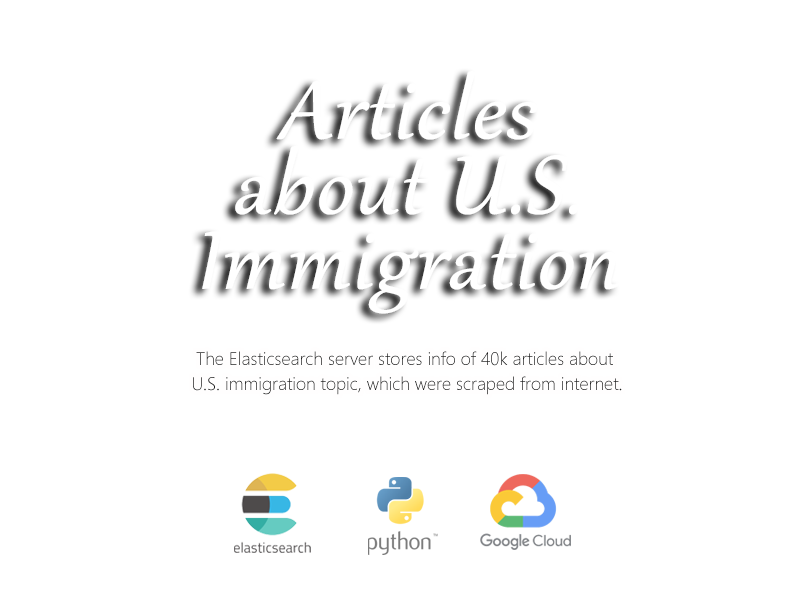 Articles
about U.S.
Immigration
The Elasticsearch server stores info of 40k articles about
U.S. immigration topic, which were scraped from internet.
elasticsearch
python™
Google Cloud